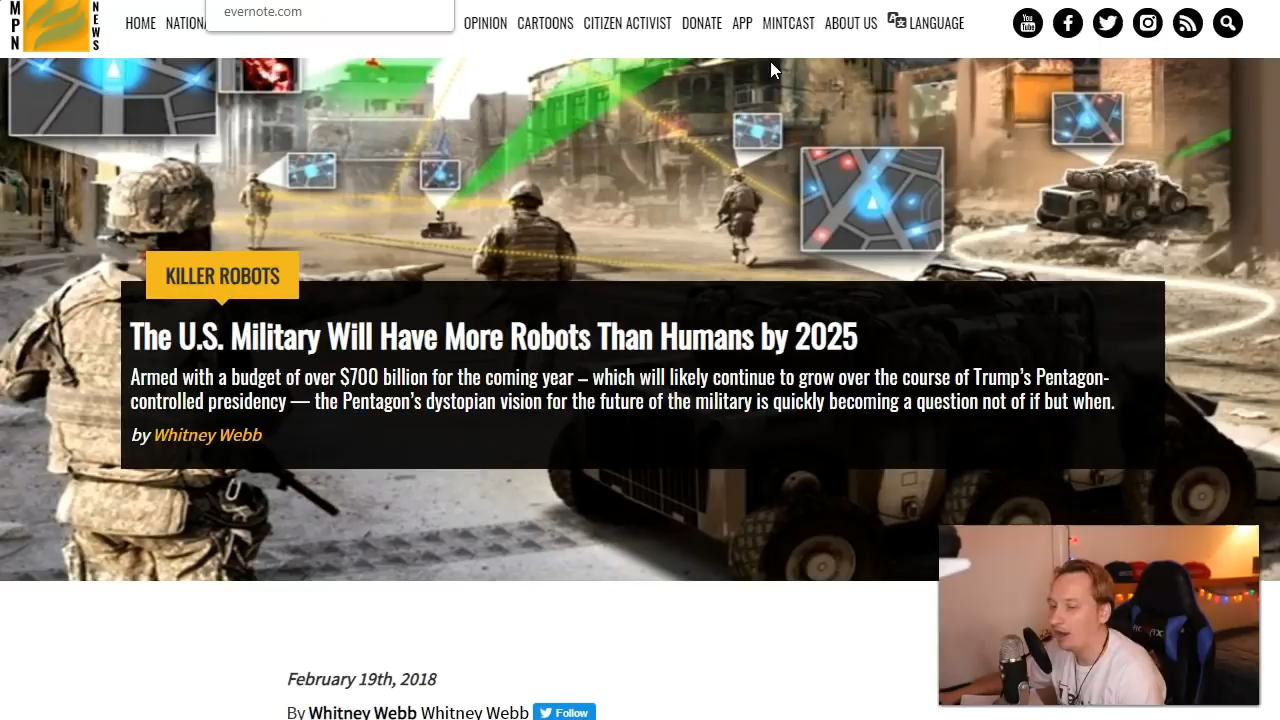 MPN
NEWS
evernote.com
HOME
OPINION
CARTOONS
CITIZEN ACTIVIST
DONATE
APP
MINTCAST
ABOUT US
LANGUAGE
You
Tube
KILLER ROBOTS
The U.S. Military Will Have More Robots Than Humans by 2025
Armed with a budget of over $700 billion for the coming year – which will likely continue to grow over the course of Trump's Pentagon-
controlled presidency — the Pentagon's dystopian vision for the future of the military is quickly becoming a question not of if but when.
by Whitney Webb
February 19th, 2018
By Whitney Webb Whitney Webb
Follow